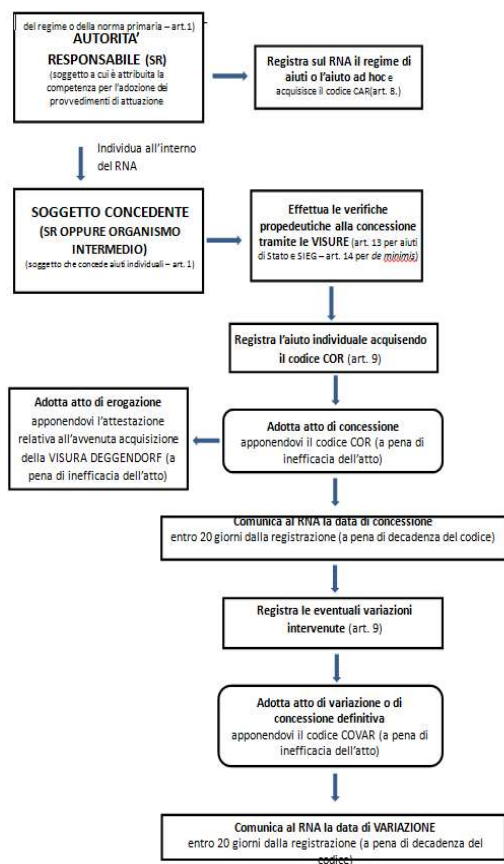 del regime o della norma primaria – art.1)
AUTORITA’
RESPONSABILE (SR)
(soggetto a cui è attribuita la
competenza per l’adozione dei
provvedimenti di attuazione
Registra sul RNA il regime di
aiuti o l’aiuto ad hoc e
acquisisce il codice CAR(art. 8.)
Individua all’interno
del RNA
SOGGETTO CONCEDENTE
(SR OPPURE ORGANISMO
INTERMEDIO)
(soggetto che concede aiuti individuali – art. 1)
Effettua le verifiche
propedeutiche alla concessione
tramite le VISURE (art. 13 per aiuti
di Stato e SIEG – art. 14 per de minimis)
Registra l’aiuto individuale acquisendo
il codice COR (art. 9)
Adotta atto di erogazione
apponendovi l’attestazione
relativa all’avvenuta acquisizione
della VISURA DEGGENDORF (a
pena di inefficacia dell’atto)
Adotta atto di concessione
apponendovi il codice COR (a pena di
inefficacia dell’atto)
Comunica al RNA la data di concessione
entro 20 giorni dalla registrazione (a pena di decadenza del codice)
Registra le eventuali variazioni
intervenute (art. 9)
Adotta atto di variazione o di
concessione definitiva
apponendovi il codice COVAR (a pena di
inefficacia dell’atto)
Comunica al RNA la data di VARIAZIONE
entro 20 giorni dalla registrazione (a pena di decadenza del
codice)